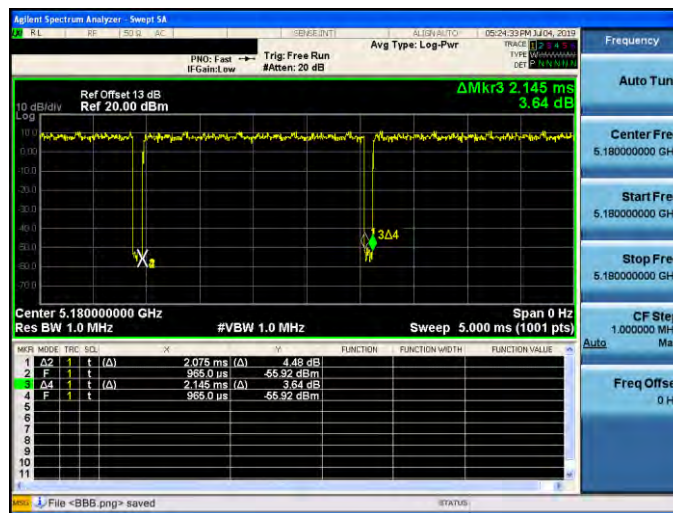 Agilent Spectrum Analyzer - Swept SA
RL RF 50 Ω AC SENSE:INT ALIGN AUTO 05:24:33 PM Jul 04, 2019
Frequency
Avg Type: Log-Pwr
TRACE 1 2 3 4 5 6
TYPE
DET P N N N N N
PNO: Fast
IFGain:Low
Trig: Free Run
#Atten: 20 dB
Auto Tun
Ref Offset 13 dB
ΔMkr3 2.145 ms
10 dB/div Ref 20.00 dBm
3.64 dB
Log
10.0
0.00
-10.0
-20.0
-30.0
-40.0
-50.0
-60.0
-70.0
3Δ4
Center Fre
5.180000000 GH
Start Fre
5.180000000 GH
Stop Fre
5.180000000 GH
Center 5.180000000 GHz
Span 0 Hz
Res BW 1.0 MHz
#VBW 1.0 MHz
Sweep 5.000 ms (1001 pts)
CF Step
1.000000 MH
Auto Ma
MKR MODE TRC SCL X Y FUNCTION FUNCTION WIDTH FUNCTION VALUE
1 Δ2 1 t (Δ) 2.075 ms (Δ) 4.48 dB
2 F 1 t 965.0 µs -55.92 dBm
3 Δ4 1 t (Δ) 2.145 ms (Δ) 3.64 dB
4 F 1 t 965.0 µs -55.92 dBm
5
6
7
8
9
10
11
Freq Offse
0 H
MSG File <BBB.png> saved
STATUS